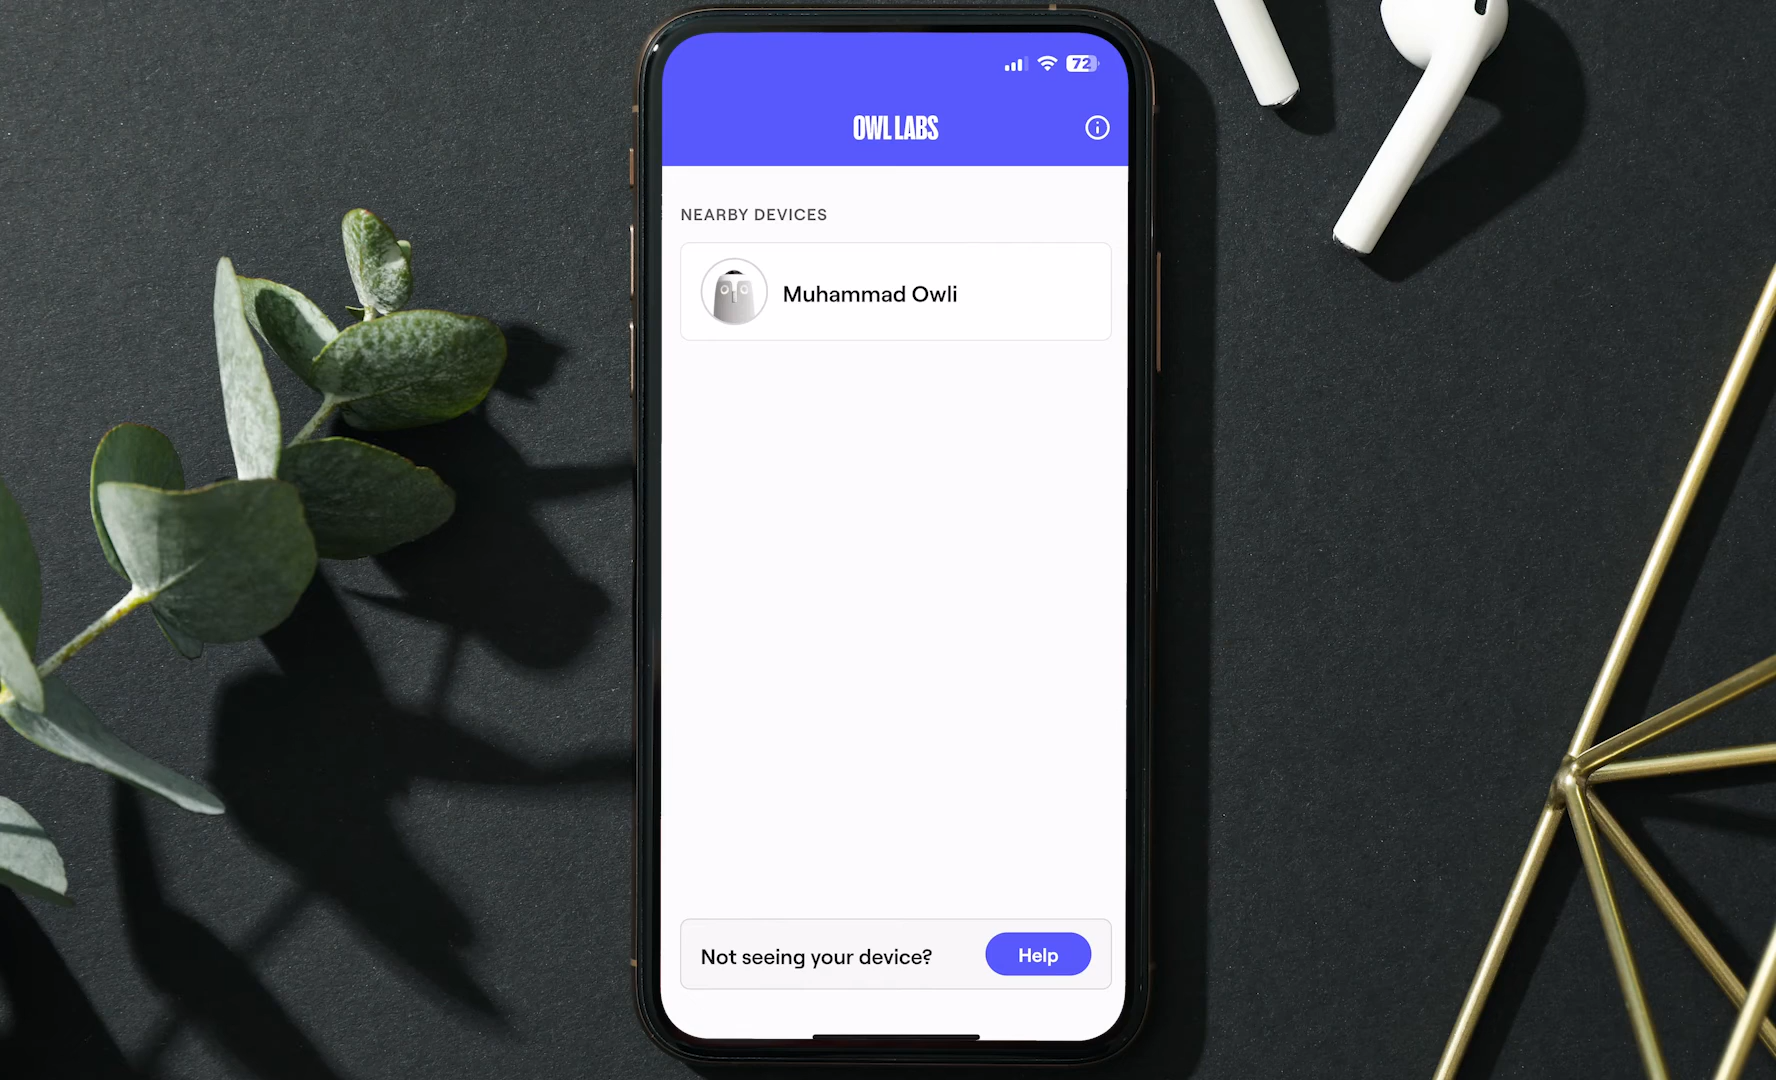 72
OWL LABS
NEARBY DEVICES
Muhammad Owli
Not seeing your device?
Help